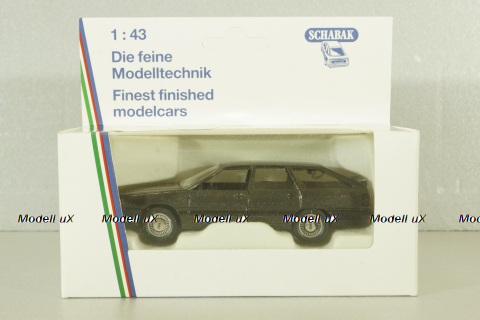 1:43
SCHABAK
Die feine
Modelltechnik
Finest finished
modelcars
Modell uX Modell uX Modell uX Modell uX Modell uX Mo